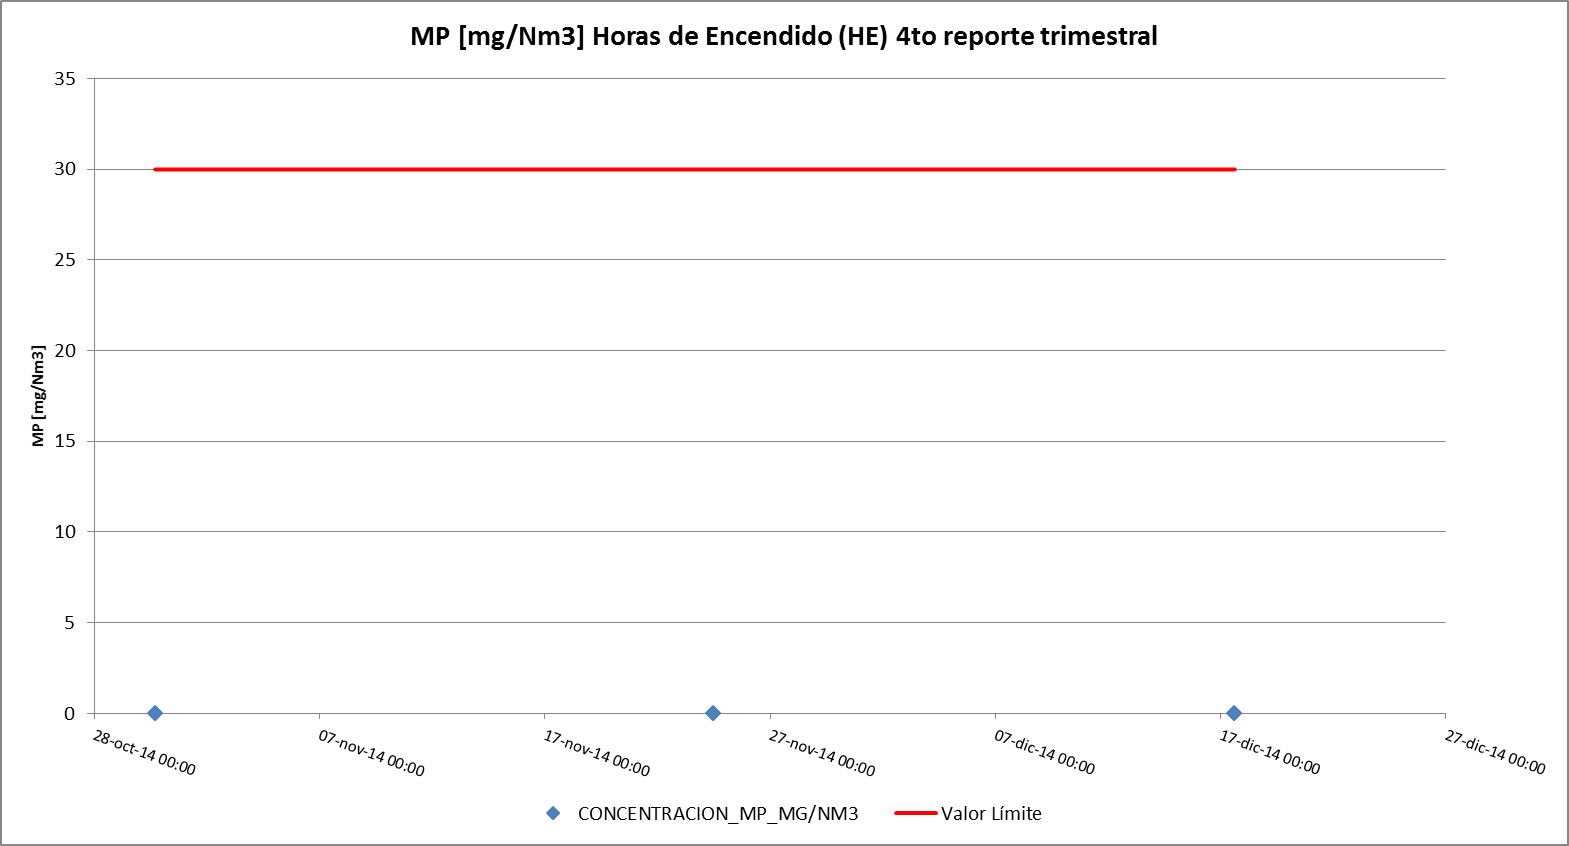 MP [mg/Nm3] Horas de Encendido (HE) 4to reporte trimestral
MP [mg/Nm3]
35
30
25
20
15
10
5
0
28-oct-14 00:00
07-nov-14 00:00
17-nov-14 00:00
27-nov-14 00:00
07-dic-14 00:00
17-dic-14 00:00
27-dic-14 00:00
CONCENTRACION_MP_MG/NM3
Valor Límite